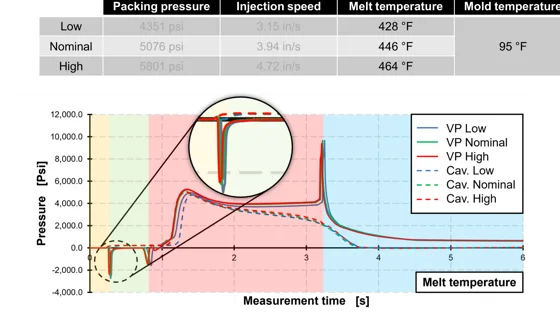 Packing pressure Injection speed Melt temperature Mold temperature
Low 4351 psi 3.15 in/s 428 °F
Nominal 5076 psi 3.94 in/s 446 °F 95 °F
High 5801 psi 4.72 in/s 464 °F
12,000.0
10,000.0
8,000.0
6,000.0
4,000.0
2,000.0
0.0
-2,000.0
-4,000.0
Pressure [Psi]
VP Low
VP Nominal
VP High
Cav. Low
Cav. Nominal
Cav. High
0 1 2 3 4 5 6
Melt temperature
Measurement time [s]